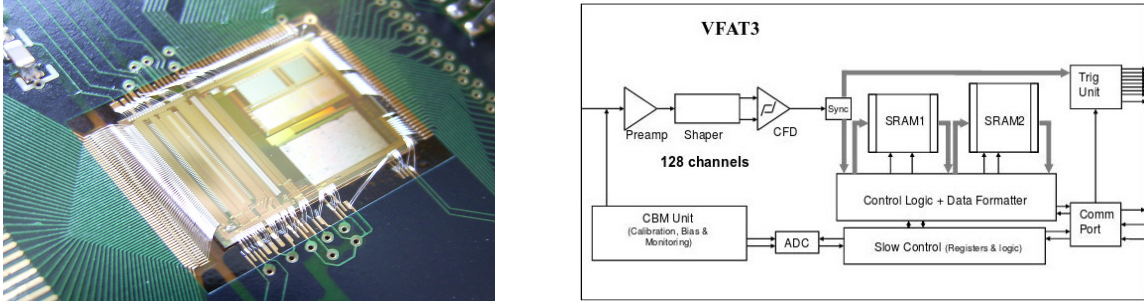 VFAT3
Preamp
Shaper
CFD
Sync
SRAM1
SRAM2
Trig
Unit
128 channels
Control Logic + Data Formatter
CBM Unit
(Calibration, Bias &
Monitoring)
ADC
Slow Control (Registers & logic)
Comm
Port